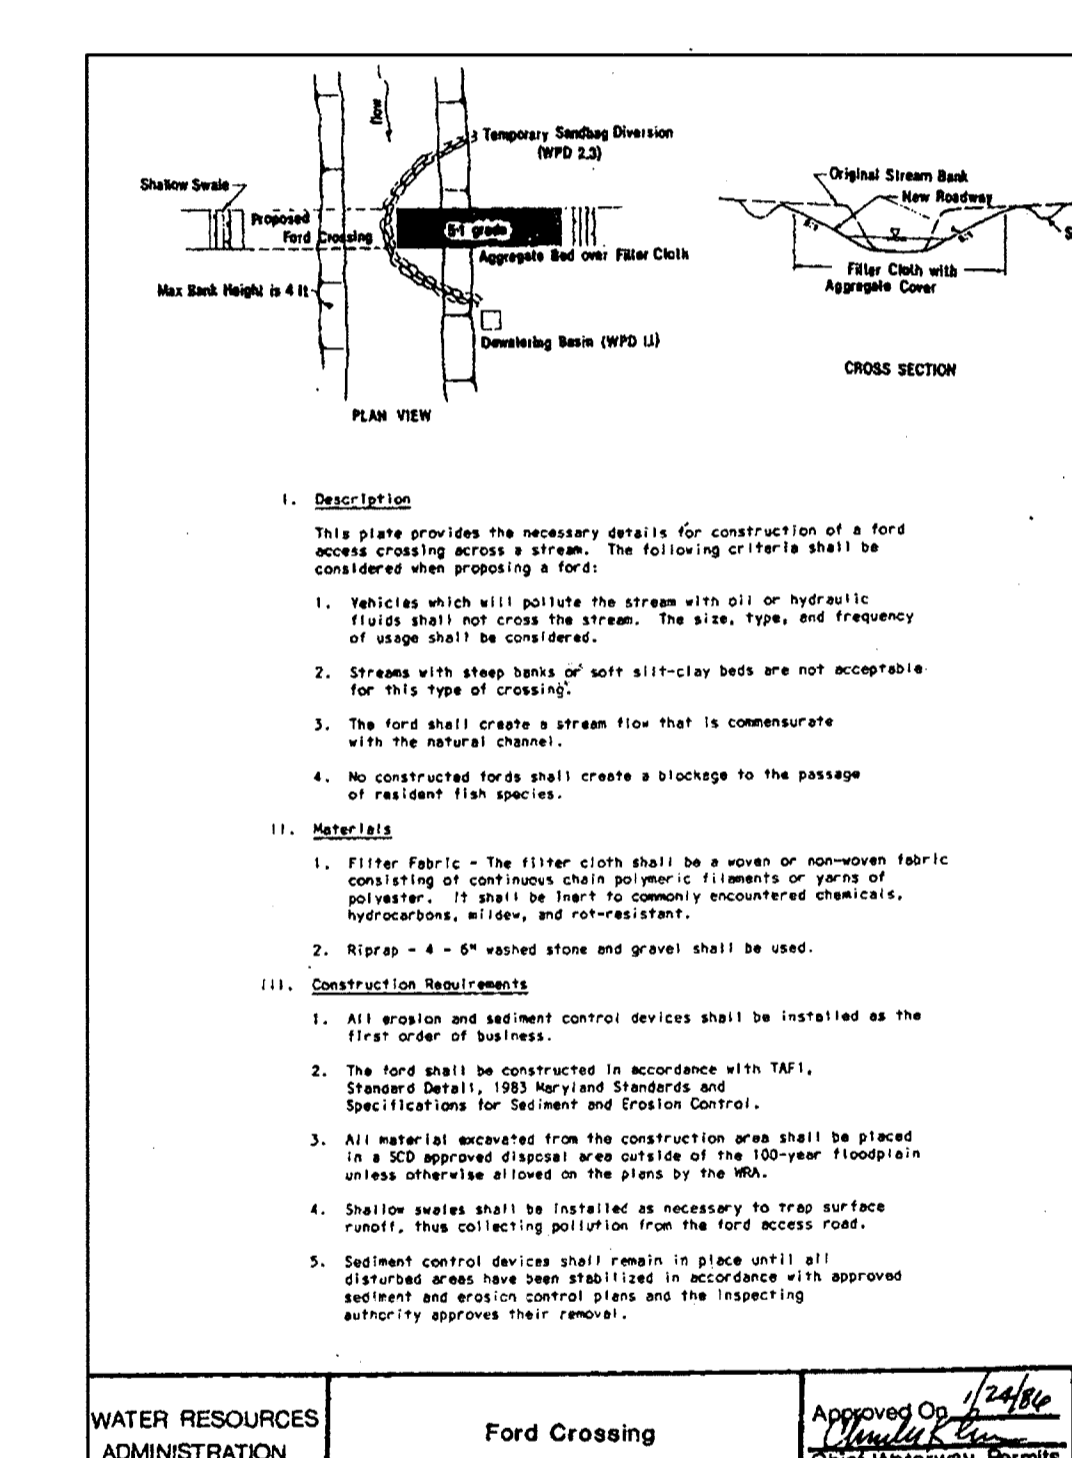 flow
Temporary Sandbag Diversion
(WPD 2.3)
Shallow Swale
Proposed
Ford Crossing
5:1 grade
Aggregate Bed over Filter Cloth
Max Bank Height is 4 ft
Dewatering Basin (WPD 1.1)
PLAN VIEW
Original Stream Bank
New Roadway
5:1
5:1
S
Filter Cloth with
Aggregate Cover
CROSS SECTION
I. Description
This plate provides the necessary details for construction of a ford
access crossing across a stream. The following criteria shall be
considered when proposing a ford:
1. Vehicles which will pollute the stream with oil or hydraulic
fluids shall not cross the stream. The size, type, and frequency
of usage shall be considered.
2. Streams with steep banks or soft silt-clay beds are not acceptable
for this type of crossing.
3. The ford shall create a stream flow that is commensurate
with the natural channel.
4. No constructed fords shall create a blockage to the passage
of resident fish species.
II. Materials
1. Filter Fabric - The filter cloth shall be a woven or non-woven fabric
consisting of continuous chain polymeric filaments or yarns of
polyester. It shall be inert to commonly encountered chemicals,
hydrocarbons, mildew, and rot-resistant.
2. Riprap - 4 - 6" washed stone and gravel shall be used.
III. Construction Requirements
1. All erosion and sediment control devices shall be installed as the
first order of business.
2. The ford shall be constructed in accordance with TAF1,
Standard Detail, 1983 Maryland Standards and
Specifications for Sediment and Erosion Control.
3. All material excavated from the construction area shall be placed
in a SCD approved disposal area outside of the 100-year floodplain
unless otherwise allowed on the plans by the WRA.
4. Shallow swales shall be installed as necessary to trap surface
runoff, thus collecting pollution from the ford access road.
5. Sediment control devices shall remain in place until all
disturbed areas have been stabilized in accordance with approved
sediment and erosion control plans and the inspecting
authority approves their removal.
WATER RESOURCES
ADMINISTRATION
Ford Crossing
Approved On 1/24/86
Chief Waterway Permits